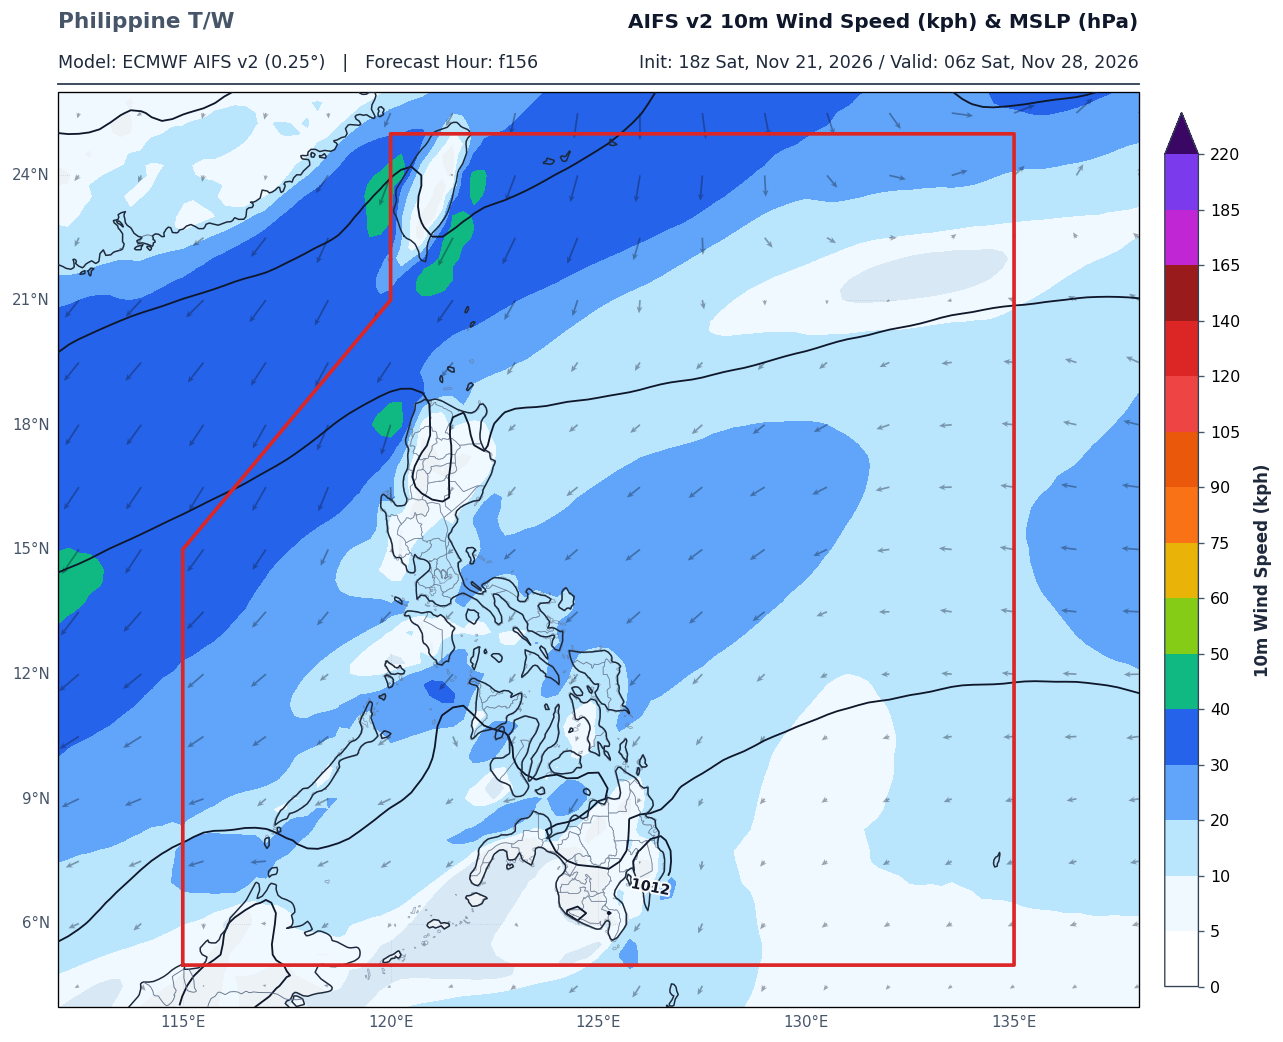 Philippine T/W
AIFS v2 10m Wind Speed (kph) & MSLP (hPa)
Model: ECMWF AIFS v2 (0.25°) | Forecast Hour: f156
Init: 18z Sat, Nov 21, 2026 / Valid: 06z Sat, Nov 28, 2026
24°N
21°N
18°N
15°N
12°N
9°N
6°N
1012
115°E
120°E
125°E
130°E
135°E
220
185
165
140
120
105
90
75
60
50
40
30
20
10
5
0
10m Wind Speed (kph)